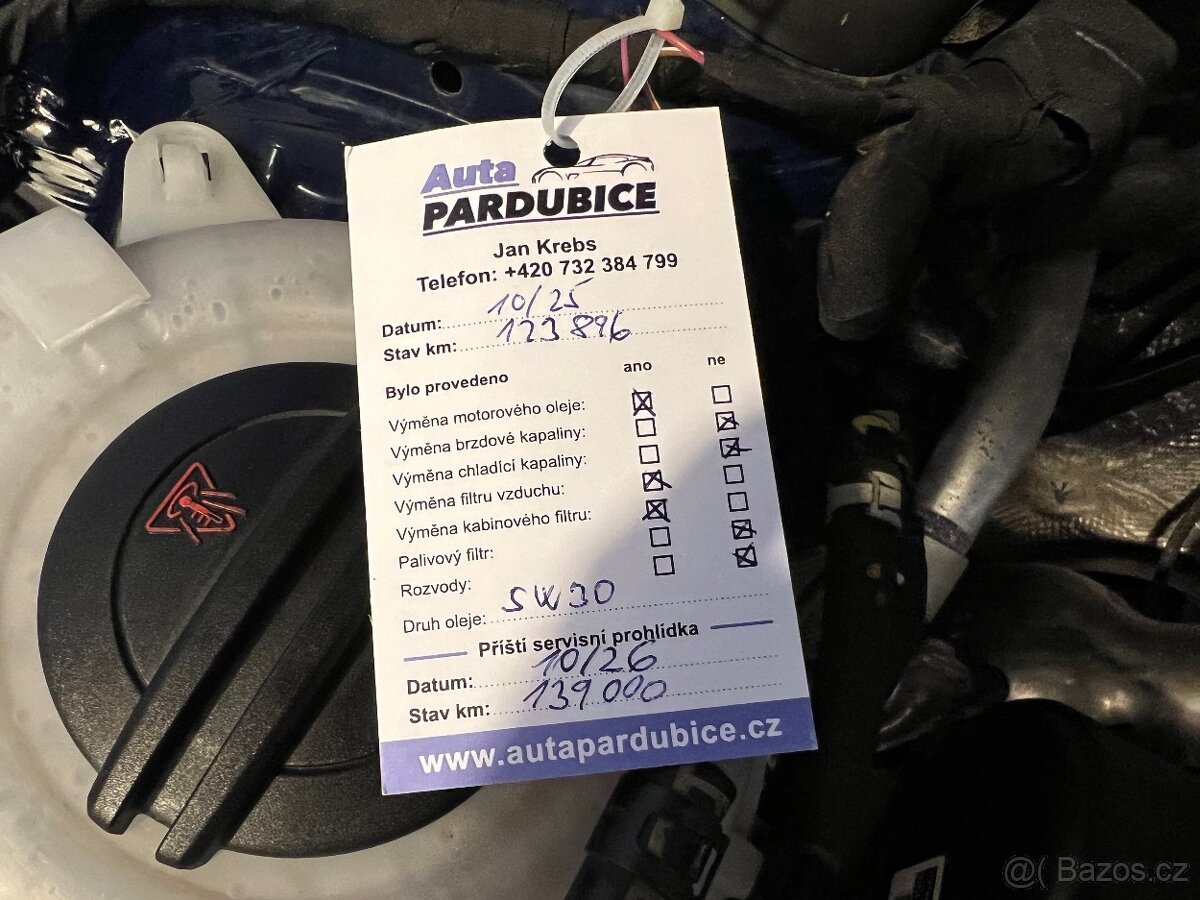 Auta
PARDUBICE
Jan Krebs
Telefon: +420 732 384 799
Datum: 10/25
Stav km: 123 896
Bylo provedeno ano ne
Výměna motorového oleje:
Výměna brzdové kapaliny:
Výměna chladící kapaliny:
Výměna filtru vzduchu:
Výměna kabinového filtru:
Palivový filtr:
Rozvody:
Druh oleje: 5W30
Příští servisní prohlídka
Datum: 10/26
Stav km: 139 000
www.autapardubice.cz
Bazos.cz